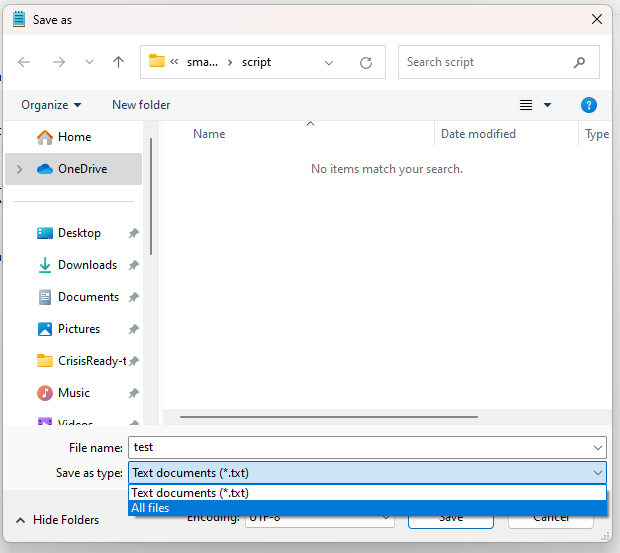 Save as
sma... script
Search script
Organize New folder
Name Date modified Type
Home
No items match your search.
OneDrive
Desktop
Downloads
Documents
Pictures
CrisisReady-t
Music
Videos
File name: test
Save as type: Text documents (*.txt)
Text documents (*.txt)
All files
Hide Folders Encoding: UTF-8 Save Cancel